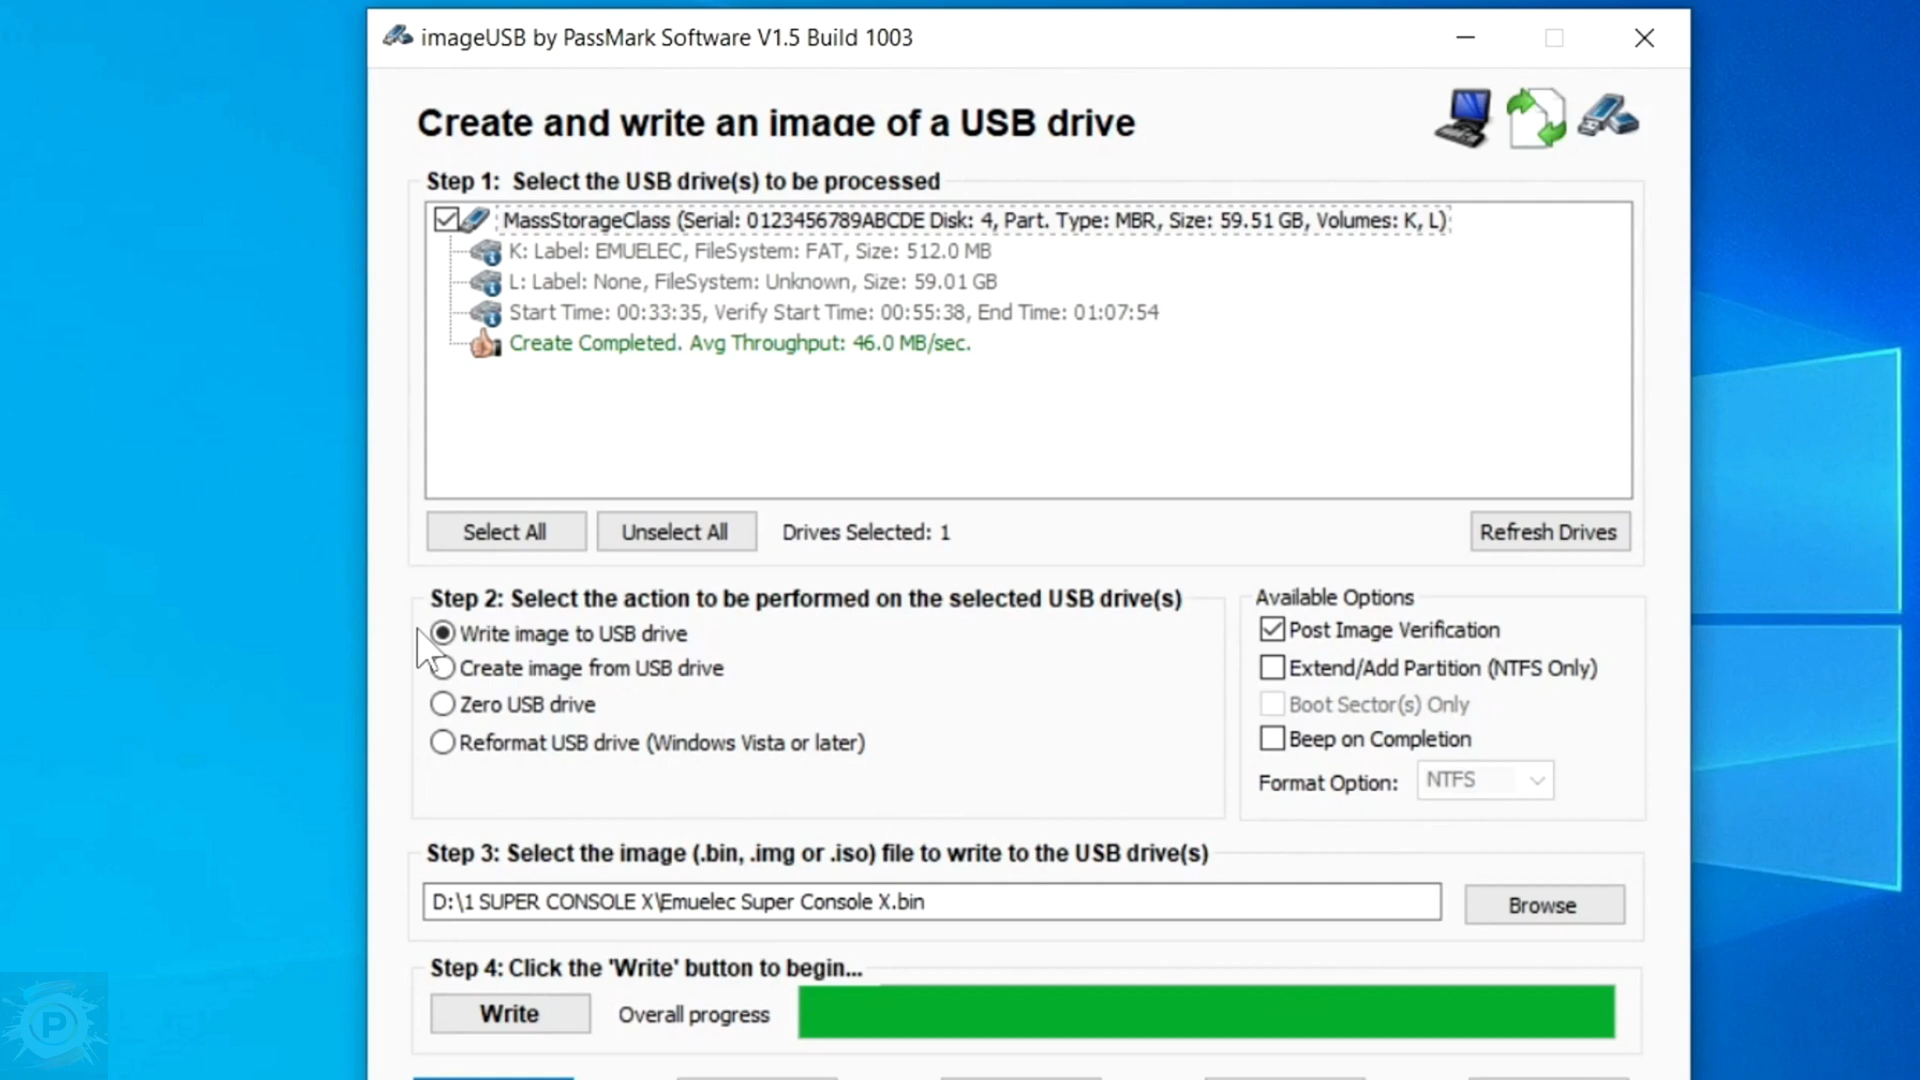 imageUSB by PassMark Software V1.5 Build 1003
Create and write an image of a USB drive
Step 1: Select the USB drive(s) to be processed
MassStorageClass (Serial: 0123456789ABCDE Disk: 4, Part. Type: MBR, Size: 59.51 GB, Volumes: K, L)
K: Label: EMUELEC, FileSystem: FAT, Size: 512.0 MB
L: Label: None, FileSystem: Unknown, Size: 59.01 GB
Start Time: 00:33:35, Verify Start Time: 00:55:38, End Time: 01:07:54
Create Completed. Avg Throughput: 46.0 MB/sec.
Select All Unselect All Drives Selected: 1 Refresh Drives
Step 2: Select the action to be performed on the selected USB drive(s)
Write image to USB drive
Create image from USB drive
Zero USB drive
Reformat USB drive (Windows Vista or later)
Available Options
Post Image Verification
Extend/Add Partition (NTFS Only)
Boot Sector(s) Only
Beep on Completion
Format Option: NTFS
Step 3: Select the image (.bin, .img or .iso) file to write to the USB drive(s)
D:\1 SUPER CONSOLE X\Emuelec Super Console X.bin Browse
Step 4: Click the 'Write' button to begin...
Write Overall progress
P